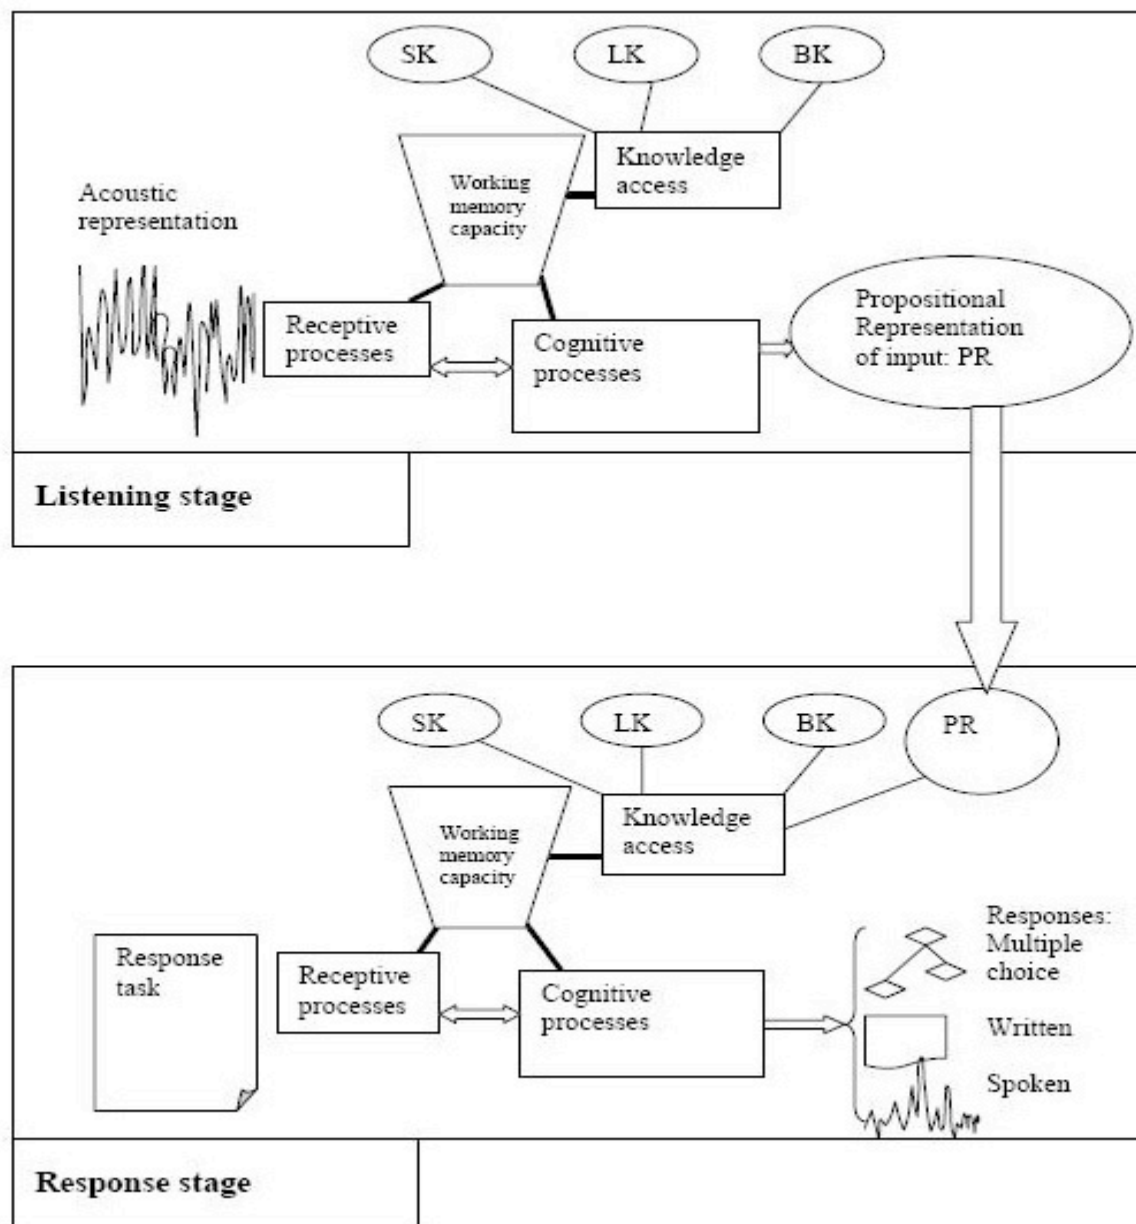 SK
LK
BK
Knowledge
access
Working
memory
capacity
Acoustic
representation
Receptive
processes
Cognitive
processes
Propositional
Representation
of input: PR
Listening stage
SK
LK
BK
PR
Knowledge
access
Working
memory
capacity
Response
task
Receptive
processes
Cognitive
processes
Responses:
Multiple
choice
Written
Spoken
Response stage